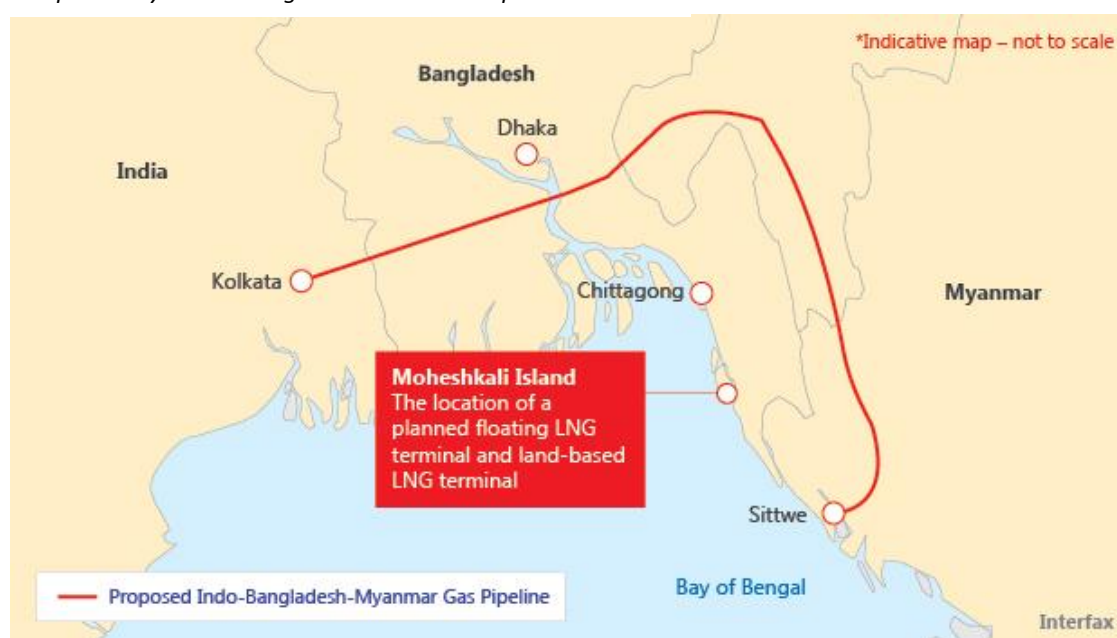 *Indicative map – not to scale
Bangladesh
Dhaka
India
Kolkata
Chittagong
Myanmar
Moheshkali Island
The location of a
planned floating LNG
terminal and land-based
LNG terminal
Sittwe
Bay of Bengal
Proposed Indo-Bangladesh-Myanmar Gas Pipeline
Interfax